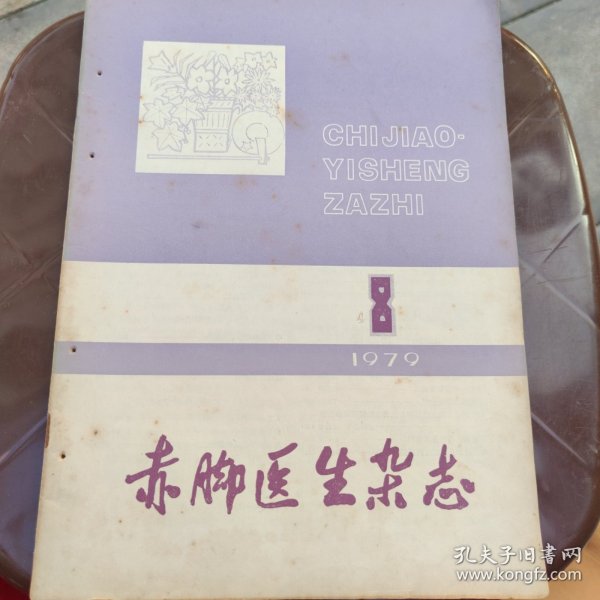 CHIJIAO-
YISHENG
ZAZHI
8
1979
赤脚医生杂志
孔夫子旧书网
www.kongfz.com